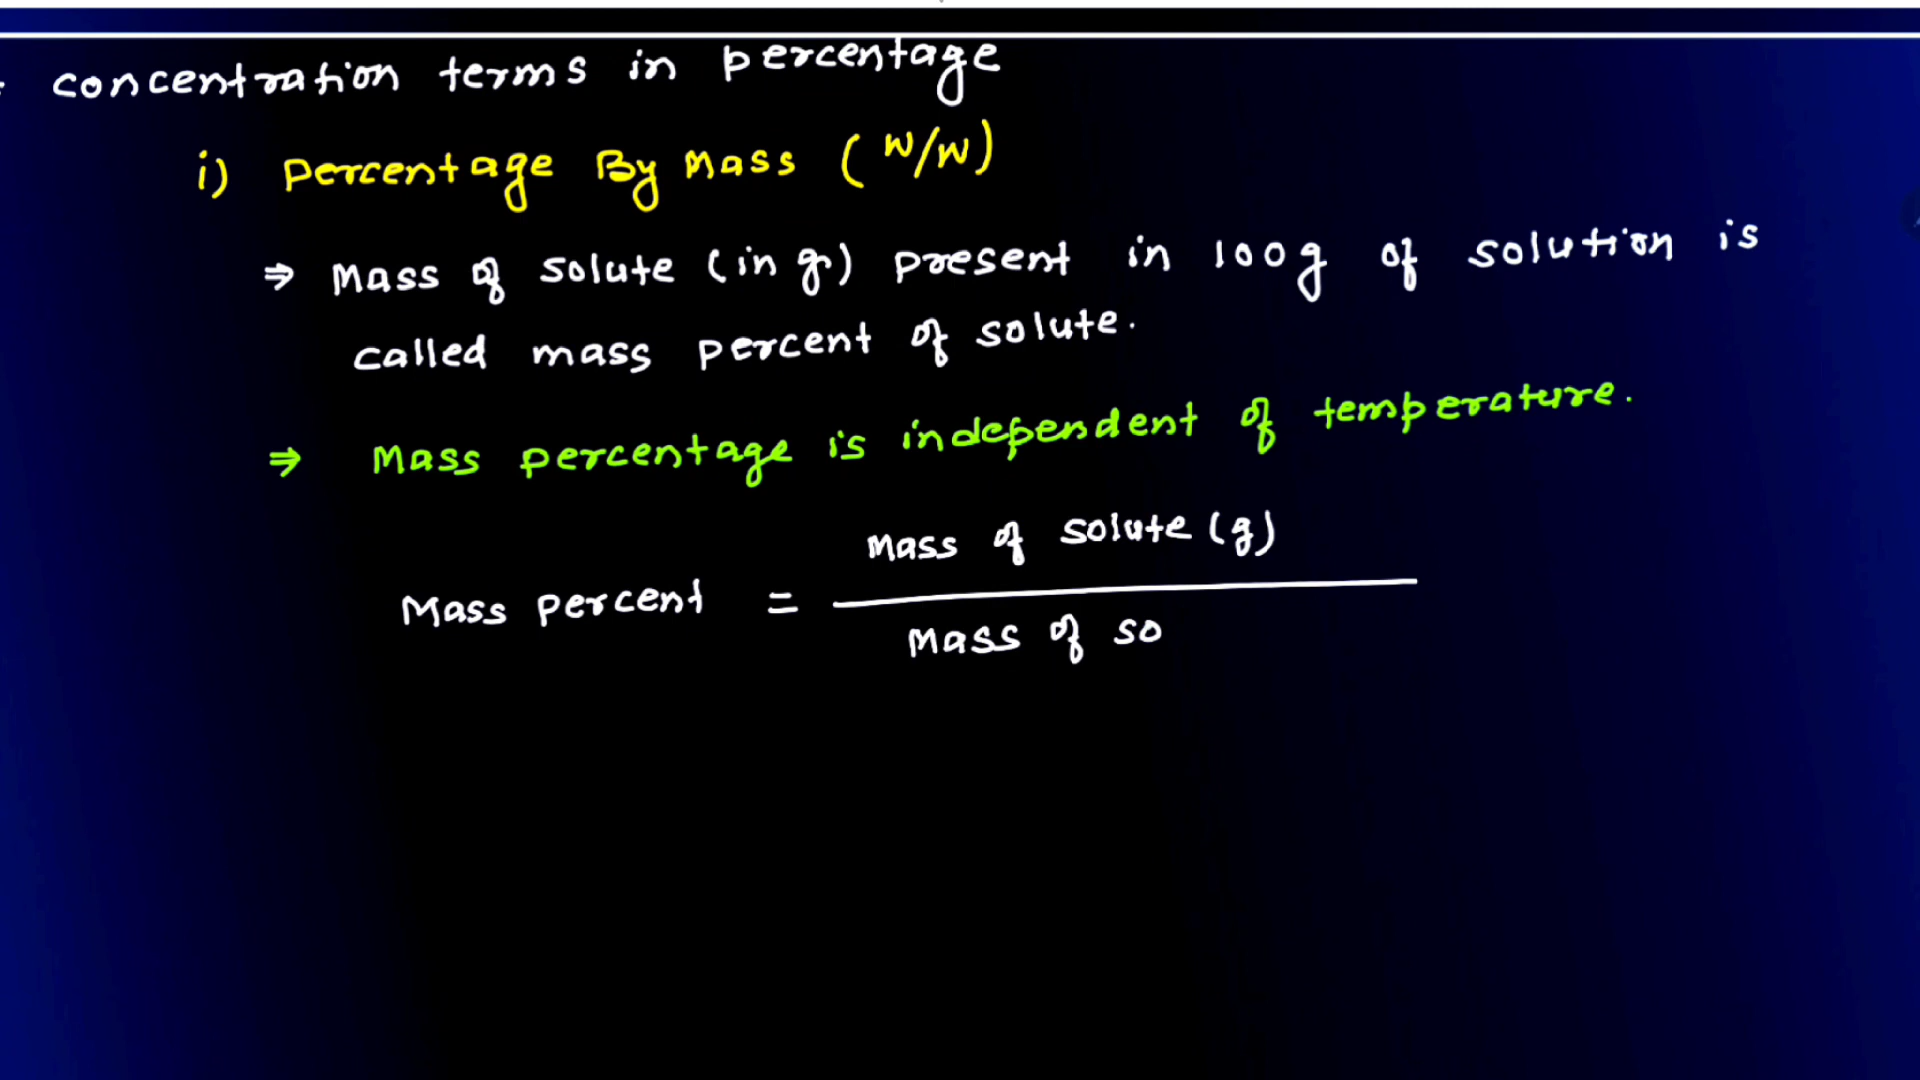 concentration terms in percentage
i) Percentage By Mass (W/W)
⇒ Mass of solute (in g) present in 100g of solution is
called mass percent of solute.
⇒ Mass percentage is independent of temperature.
Mass of solute (g)
Mass percent =
Mass of so